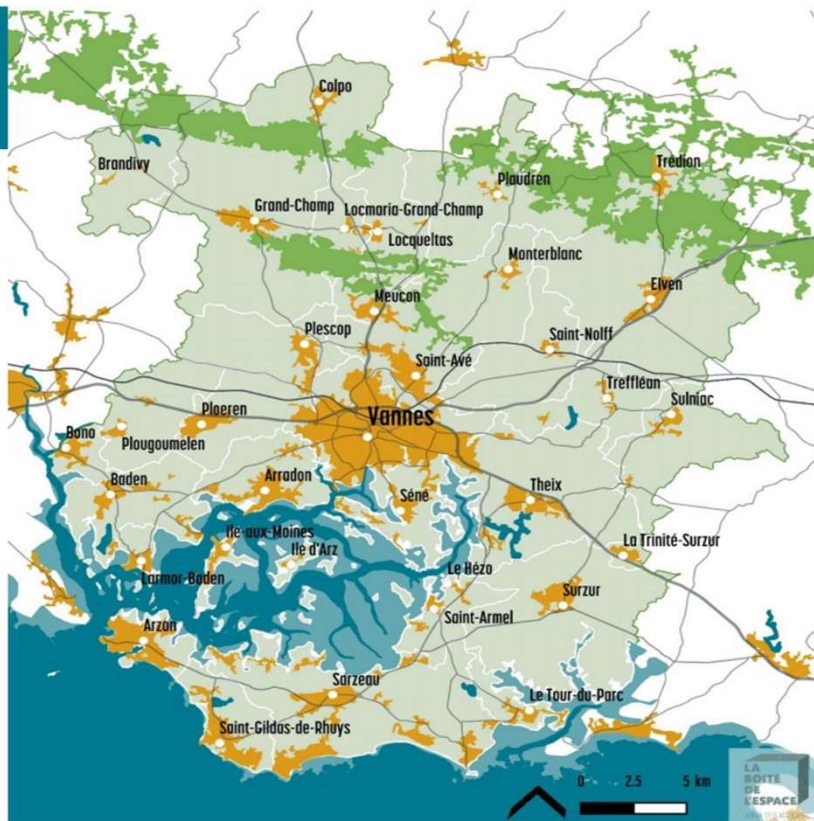 Colpo
Brandivy
Trédion
Plaudren
Grand-Champ
Locmaria-Grand-Champ
Locqueltas
Monterblanc
Elven
Meucon
Plescop
Saint-Nolff
Saint-Avé
Treffléan
Sulniac
Vannes
Ploeren
Bono
Plougoumelen
Baden
Arradon
Séné
Theix
Ile-aux-Moines
Ile d'Arz
La Trinité-Surzur
Le Hézo
Larmor-Baden
Surzur
Saint-Armel
Arzon
Sarzeau
Le Tour-du-Parc
Saint-Gildas-de-Rhuys
0 2.5 5 km
LA
BOITE
DE
L'ESPACE